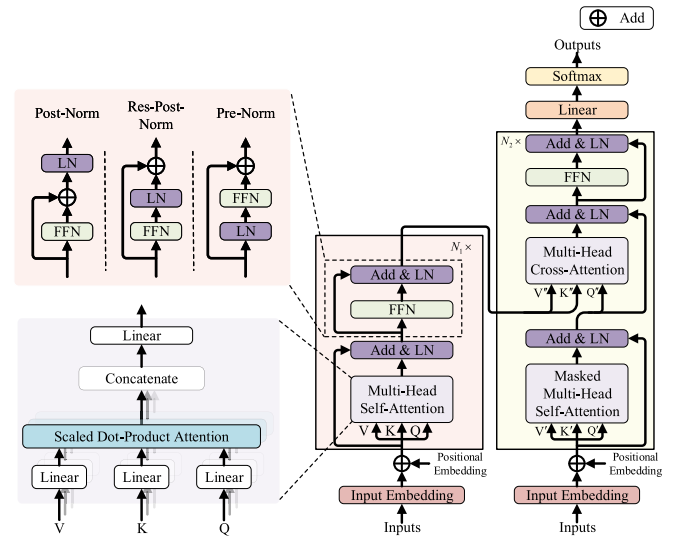 Add
Outputs
Softmax
Linear
N₂ ×
Add & LN
FFN
Add & LN
Multi-Head
Cross-Attention
V″ K″ Q″
Add & LN
Masked
Multi-Head
Self-Attention
V′ K′ Q′
Positional
Embedding
Input Embedding
Inputs
Post-Norm
Res-Post-
Norm
Pre-Norm
LN
FFN
LN
FFN
FFN
LN
N₁ ×
Add & LN
FFN
Add & LN
Multi-Head
Self-Attention
V K Q
Positional
Embedding
Input Embedding
Inputs
Linear
Concatenate
Scaled Dot-Product Attention
Linear Linear Linear
V K Q